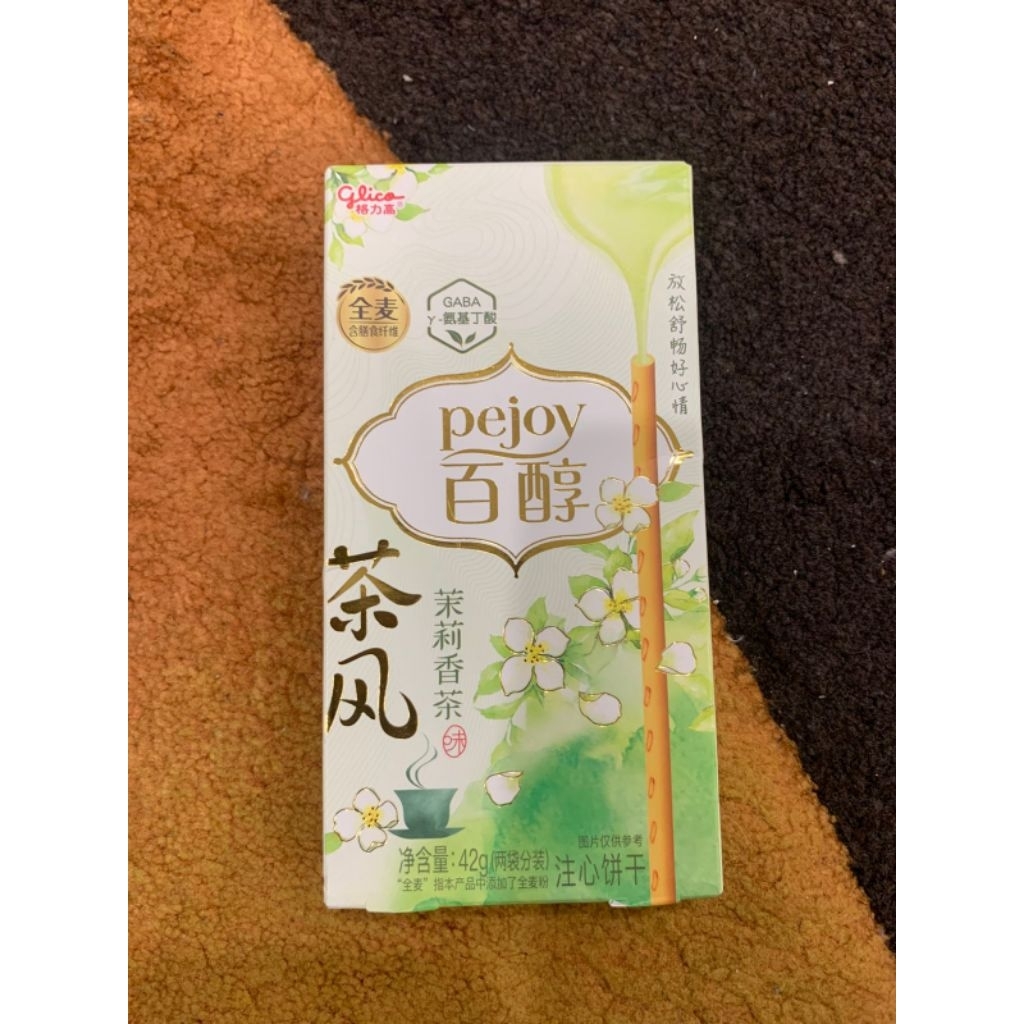 Glico
格力高
全麦
含膳食纤维
GABA
γ-氨基丁酸
放松舒畅好心情
pejoy
百醇
茶风
茉莉香茶
味
图片仅供参考
净含量:42g(两袋分装)
注心饼干
"全麦"指本产品中添加了全麦粉